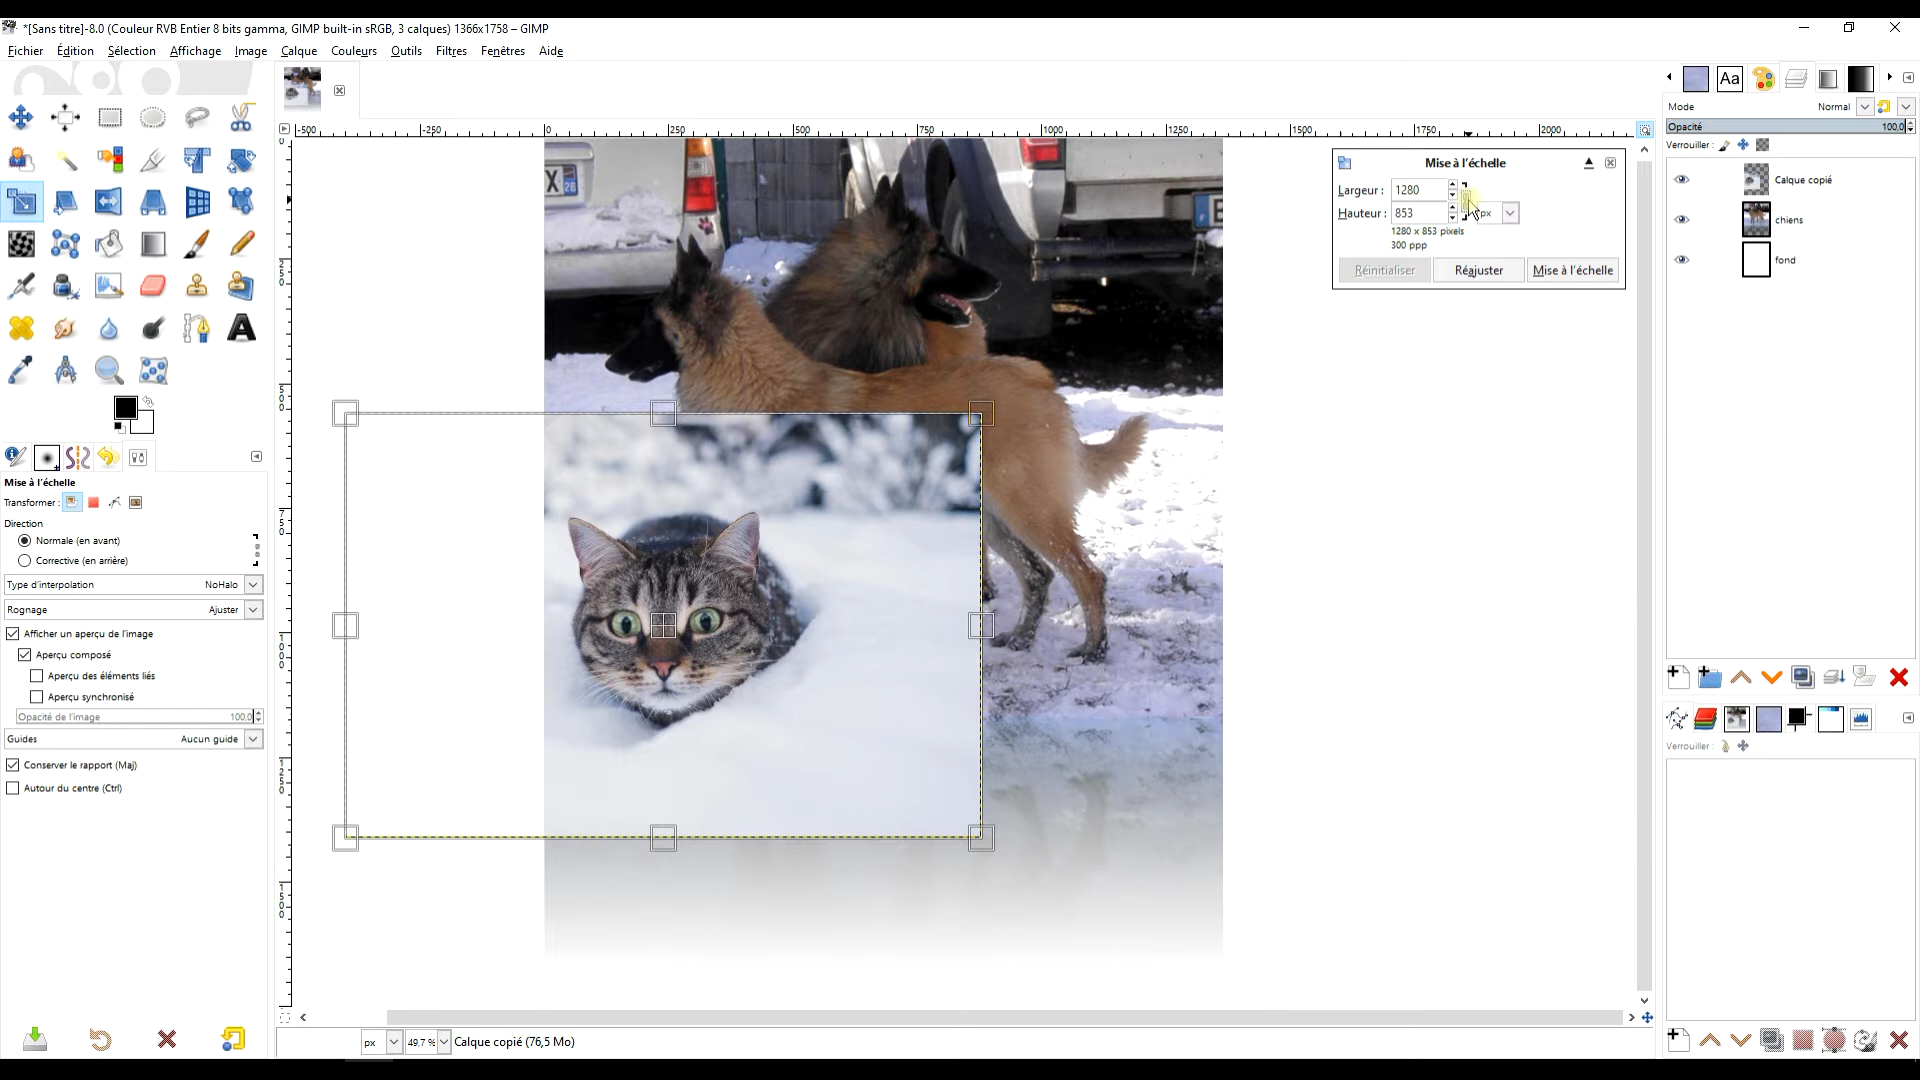 *[Sans titre]-8.0 (Couleur RVB Entier 8 bits gamma, GIMP built-in sRGB, 3 calques) 1366x1758 – GIMP
Fichier Édition Sélection Affichage Image Calque Couleurs Outils Filtres Fenêtres Aide
Aa
Mode Normal
Opacité 100,0
Verrouiller :
-500 -250 0 250 500 750 1000 1250 1500 1750 2000
Mise à l'échelle
Largeur : 1280
Hauteur : 853 px
1280 x 853 pixels
300 ppp
Réinitialiser Réajuster Mise à l'échelle
Calque copié
chiens
fond
X
26
Mise à l'échelle
Transformer :
Direction
Normale (en avant)
Corrective (en arrière)
Type d'interpolation NoHalo
Rognage Ajuster
Afficher un aperçu de l'image
Aperçu composé
Aperçu des éléments liés
Aperçu synchronisé
Opacité de l'image 100,0
Guides Aucun guide
Conserver le rapport (Maj)
Autour du centre (Ctrl)
Verrouiller :
px 49,7 % Calque copié (76,5 Mo)